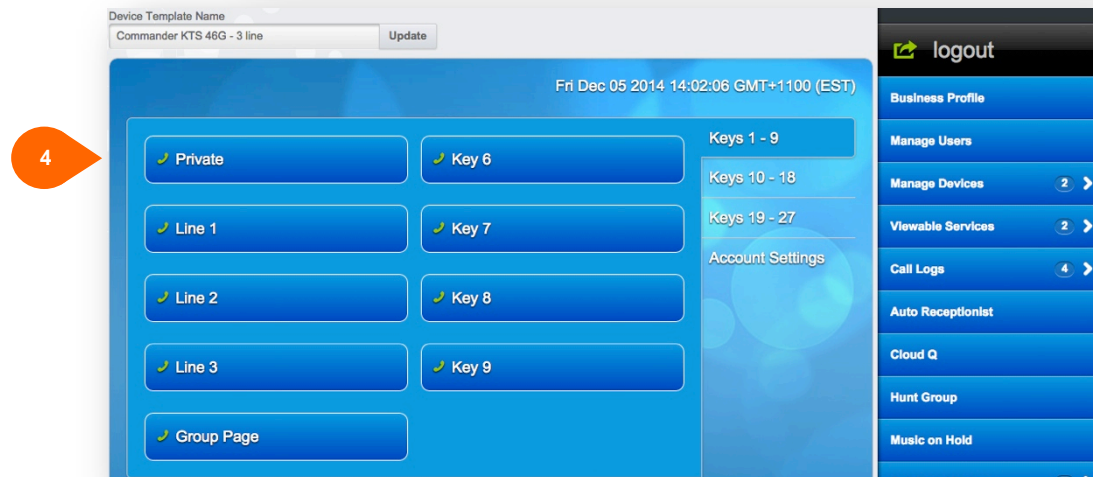 Device Template Name
Commander KTS 46G - 3 line
Update
Fri Dec 05 2014 14:02:06 GMT+1100 (EST)
4
Private
Key 6
Line 1
Key 7
Line 2
Key 8
Line 3
Key 9
Group Page
Keys 1 - 9
Keys 10 - 18
Keys 19 - 27
Account Settings
logout
Business Profile
Manage Users
Manage Devices 2
Viewable Services 2
Call Logs 4
Auto Receptionist
Cloud Q
Hunt Group
Music on Hold